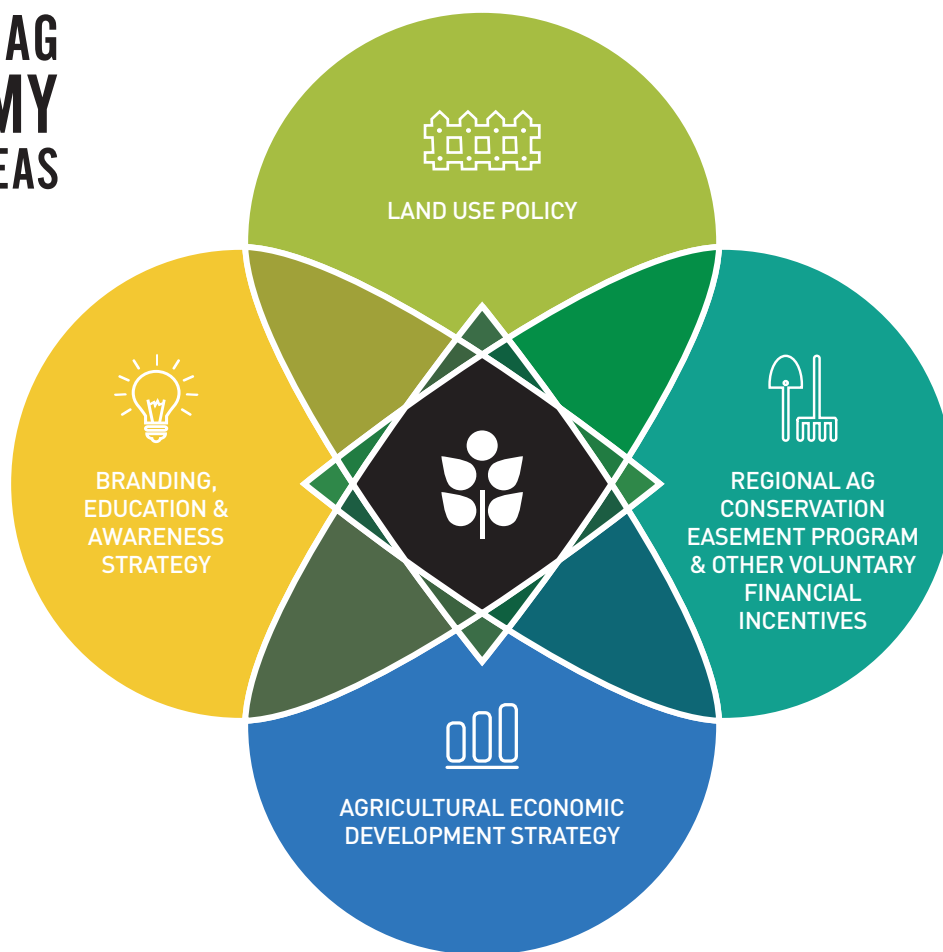 AG
MY
EAS
LAND USE POLICY
BRANDING,
EDUCATION &
AWARENESS
STRATEGY
REGIONAL AG
CONSERVATION
EASEMENT PROGRAM
& OTHER VOLUNTARY
FINANCIAL
INCENTIVES
AGRICULTURAL ECONOMIC
DEVELOPMENT STRATEGY